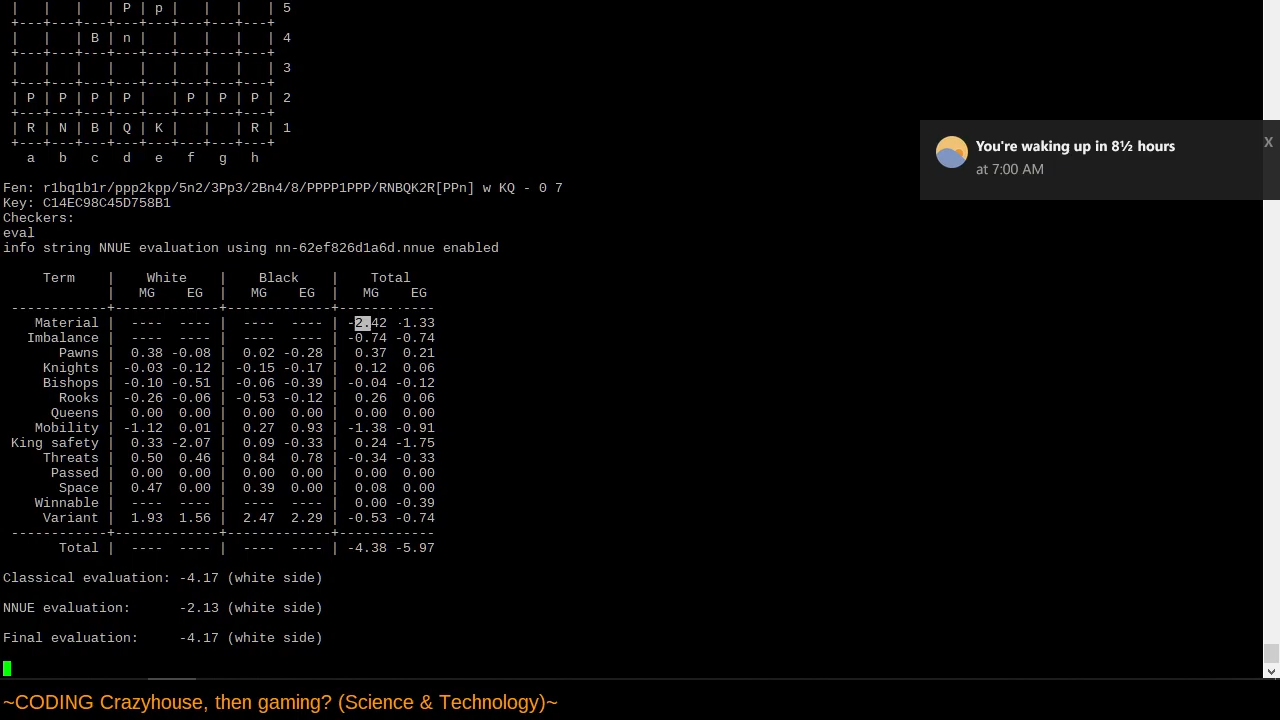 |   |   |   | P | p |   |   |   | 5
+---+---+---+---+---+---+---+---+
|   |   | B | n |   |   |   |   | 4
+---+---+---+---+---+---+---+---+
|   |   |   |   |   |   |   |   | 3
+---+---+---+---+---+---+---+---+
| P | P | P | P |   | P | P | P | 2
+---+---+---+---+---+---+---+---+
| R | N | B | Q | K |   |   | R | 1
+---+---+---+---+---+---+---+---+
a   b   c   d   e   f   g   h
You're waking up in 8½ hours
X
at 7:00 AM
Fen: r1bq1b1r/ppp2kpp/5n2/3Pp3/2Bn4/8/PPPP1PPP/RNBQK2R[PPn] w KQ - 0 7
Key: C14EC98C45D758B1
Checkers:
eval
info string NNUE evaluation using nn-62ef826d1a6d.nnue enabled
Term | White | Black | Total
| MG EG | MG EG | MG EG
------------+-------------+-------------+------------
Material | ---- ---- | ---- ---- | -2.42 -1.33
Imbalance | ---- ---- | ---- ---- | -0.74 -0.74
Pawns | 0.38 -0.08 | 0.02 -0.28 | 0.37 0.21
Knights | -0.03 -0.12 | -0.15 -0.17 | 0.12 0.06
Bishops | -0.10 -0.51 | -0.06 -0.39 | -0.04 -0.12
Rooks | -0.26 -0.06 | -0.53 -0.12 | 0.26 0.06
Queens | 0.00 0.00 | 0.00 0.00 | 0.00 0.00
Mobility | -1.12 0.01 | 0.27 0.93 | -1.38 -0.91
King safety | 0.33 -2.07 | 0.09 -0.33 | 0.24 -1.75
Threats | 0.50 0.46 | 0.84 0.78 | -0.34 -0.33
Passed | 0.00 0.00 | 0.00 0.00 | 0.00 0.00
Space | 0.47 0.00 | 0.39 0.00 | 0.08 0.00
Winnable | ---- ---- | ---- ---- | 0.00 -0.39
Variant | 1.93 1.56 | 2.47 2.29 | -0.53 -0.74
------------+-------------+-------------+------------
Total | ---- ---- | ---- ---- | -4.38 -5.97
Classical evaluation: -4.17 (white side)
NNUE evaluation: -2.13 (white side)
Final evaluation: -4.17 (white side)
~CODING Crazyhouse, then gaming? (Science & Technology)~